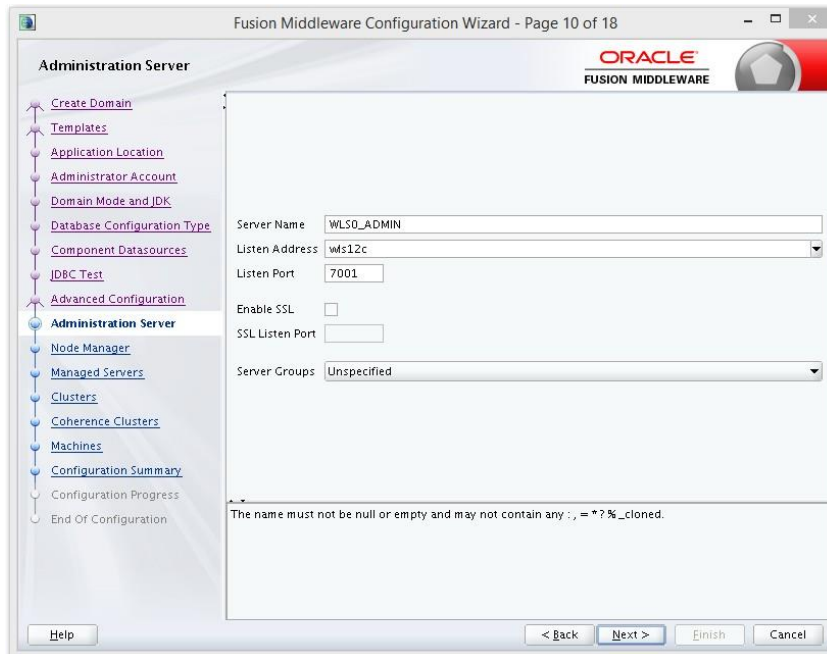 Fusion Middleware Configuration Wizard - Page 10 of 18
Administration Server
ORACLE
FUSION MIDDLEWARE
Create Domain
Templates
Application Location
Administrator Account
Domain Mode and JDK
Database Configuration Type
Component Datasources
JDBC Test
Advanced Configuration
Administration Server
Node Manager
Managed Servers
Clusters
Coherence Clusters
Machines
Configuration Summary
Configuration Progress
End Of Configuration
Server Name WLS0_ADMIN
Listen Address wls12c
Listen Port 7001
Enable SSL
SSL Listen Port
Server Groups Unspecified
The name must not be null or empty and may not contain any : , = * ? % _cloned.
Help < Back Next > Finish Cancel